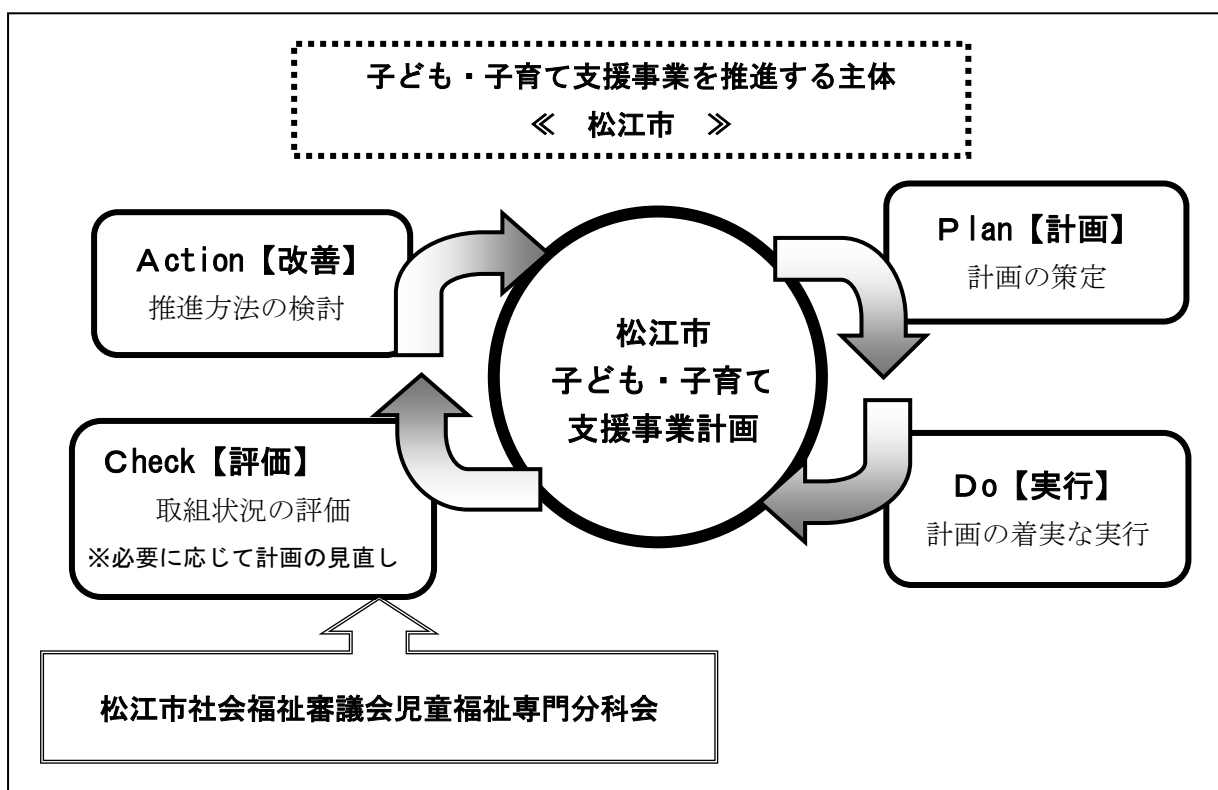 子ども・子育て支援事業を推進する主体
≪ 松江市 ≫
Action【改善】
推進方法の検討
Plan【計画】
計画の策定
松江市
子ども・子育て
支援事業計画
Check【評価】
取組状況の評価
※必要に応じて計画の見直し
Do【実行】
計画の着実な実行
松江市社会福祉審議会児童福祉専門分科会